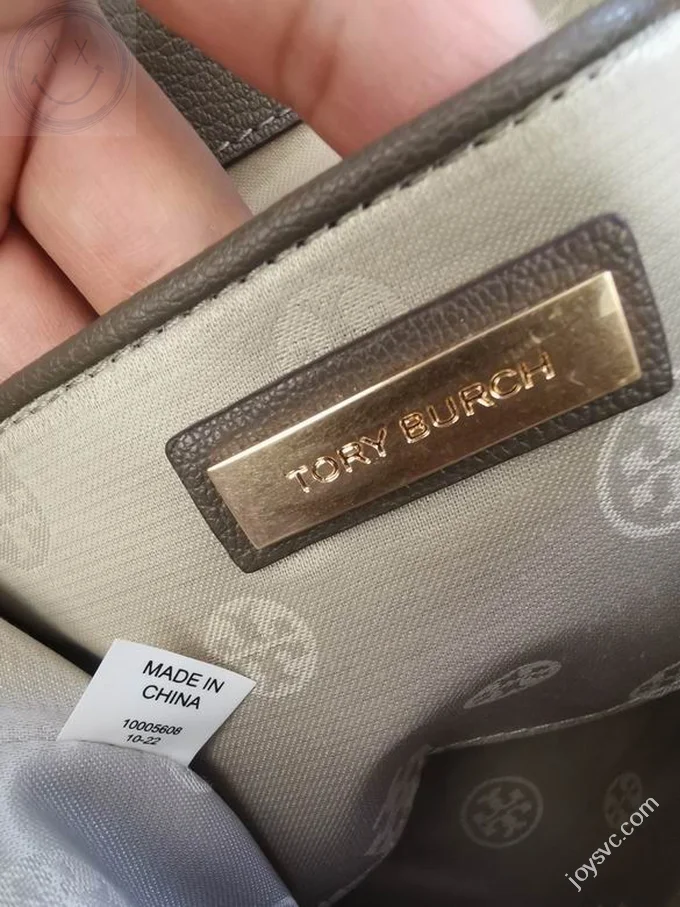 TORY BURCH
MADE IN
CHINA
10005608
10-22
joysvc.com